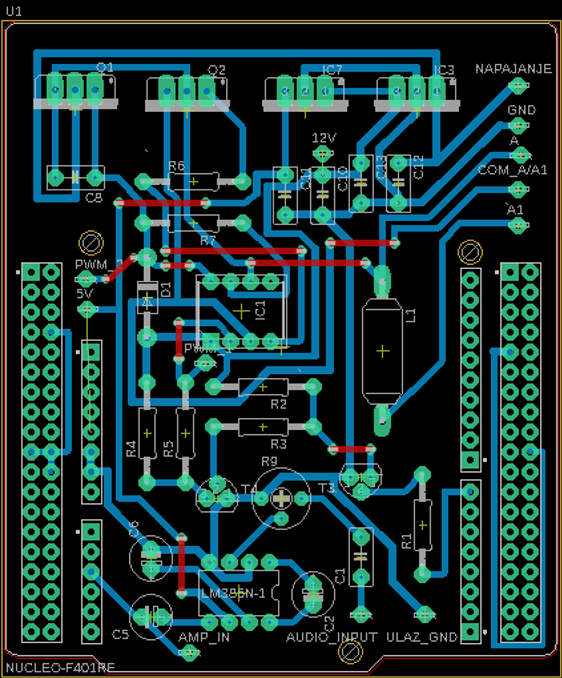 U1
Q1
Q2
IC7
IC3
NAPAJANJE
GND
12V
A
R6
C11
C10
C13
C12
COM_A/A1
C8
A1
R7
PWM_
5V
D1
IC1
L1
PWM_
R2
R4
R5
R3
R9
T4
T3
C6
R1
C1
LM386N-1
C2
C5
AMP_IN
AUDIO_INPUT
ULAZ_GND
NUCLEO-F401RE